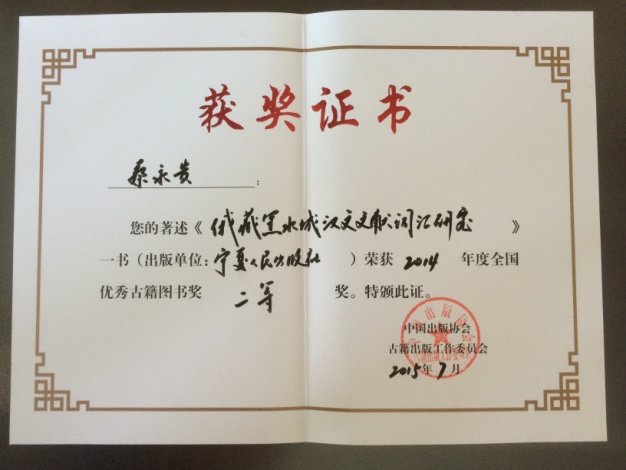 获奖证书
蔡永贵:
您的著述《俄藏黑水城汉文文献词汇研究》
一书(出版单位:宁夏人民出版社)荣获2014年度全国
优秀古籍图书奖二等奖。特颁此证。
中国出版协会
古籍出版工作委员会
2015年7月